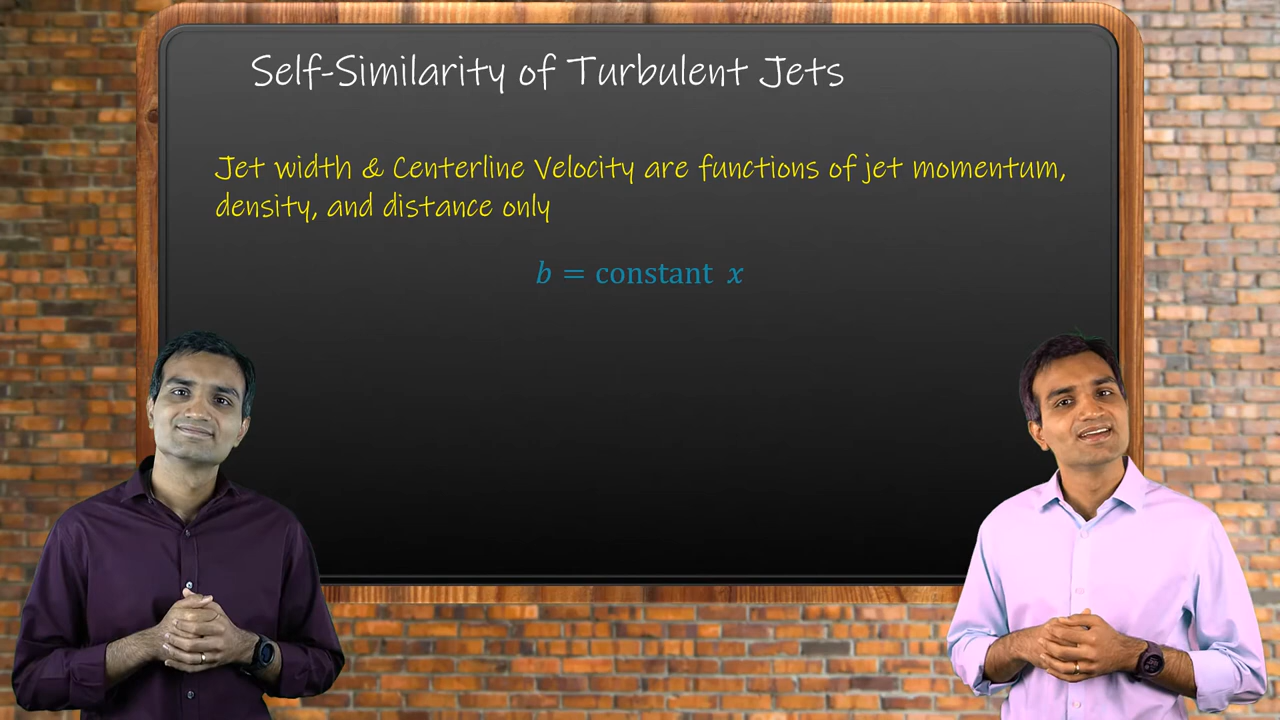 Self-Similarity of Turbulent Jets
Jet width & Centerline Velocity are functions of jet momentum,
density, and distance only
b = constant x